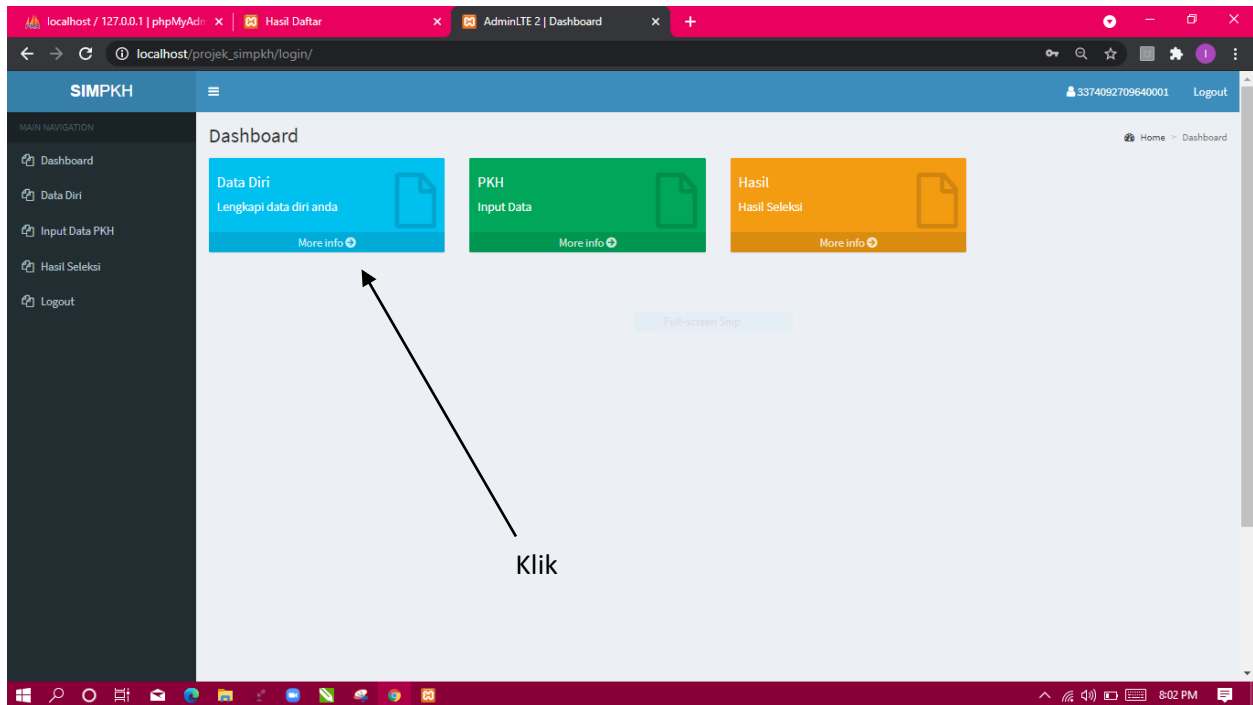 localhost / 127.0.0.1 | phpMyAdm
Hasil Daftar
AdminLTE 2 | Dashboard
localhost/projek_simpkh/login/
SIMPKH
3374092709640001
Logout
MAIN NAVIGATION
Dashboard
Data Diri
Input Data PKH
Hasil Seleksi
Logout
Dashboard
Home > Dashboard
Data Diri
Lengkapi data diri anda
More info
PKH
Input Data
More info
Hasil
Hasil Seleksi
More info
Full-screen Snip
Klik
8:02 PM